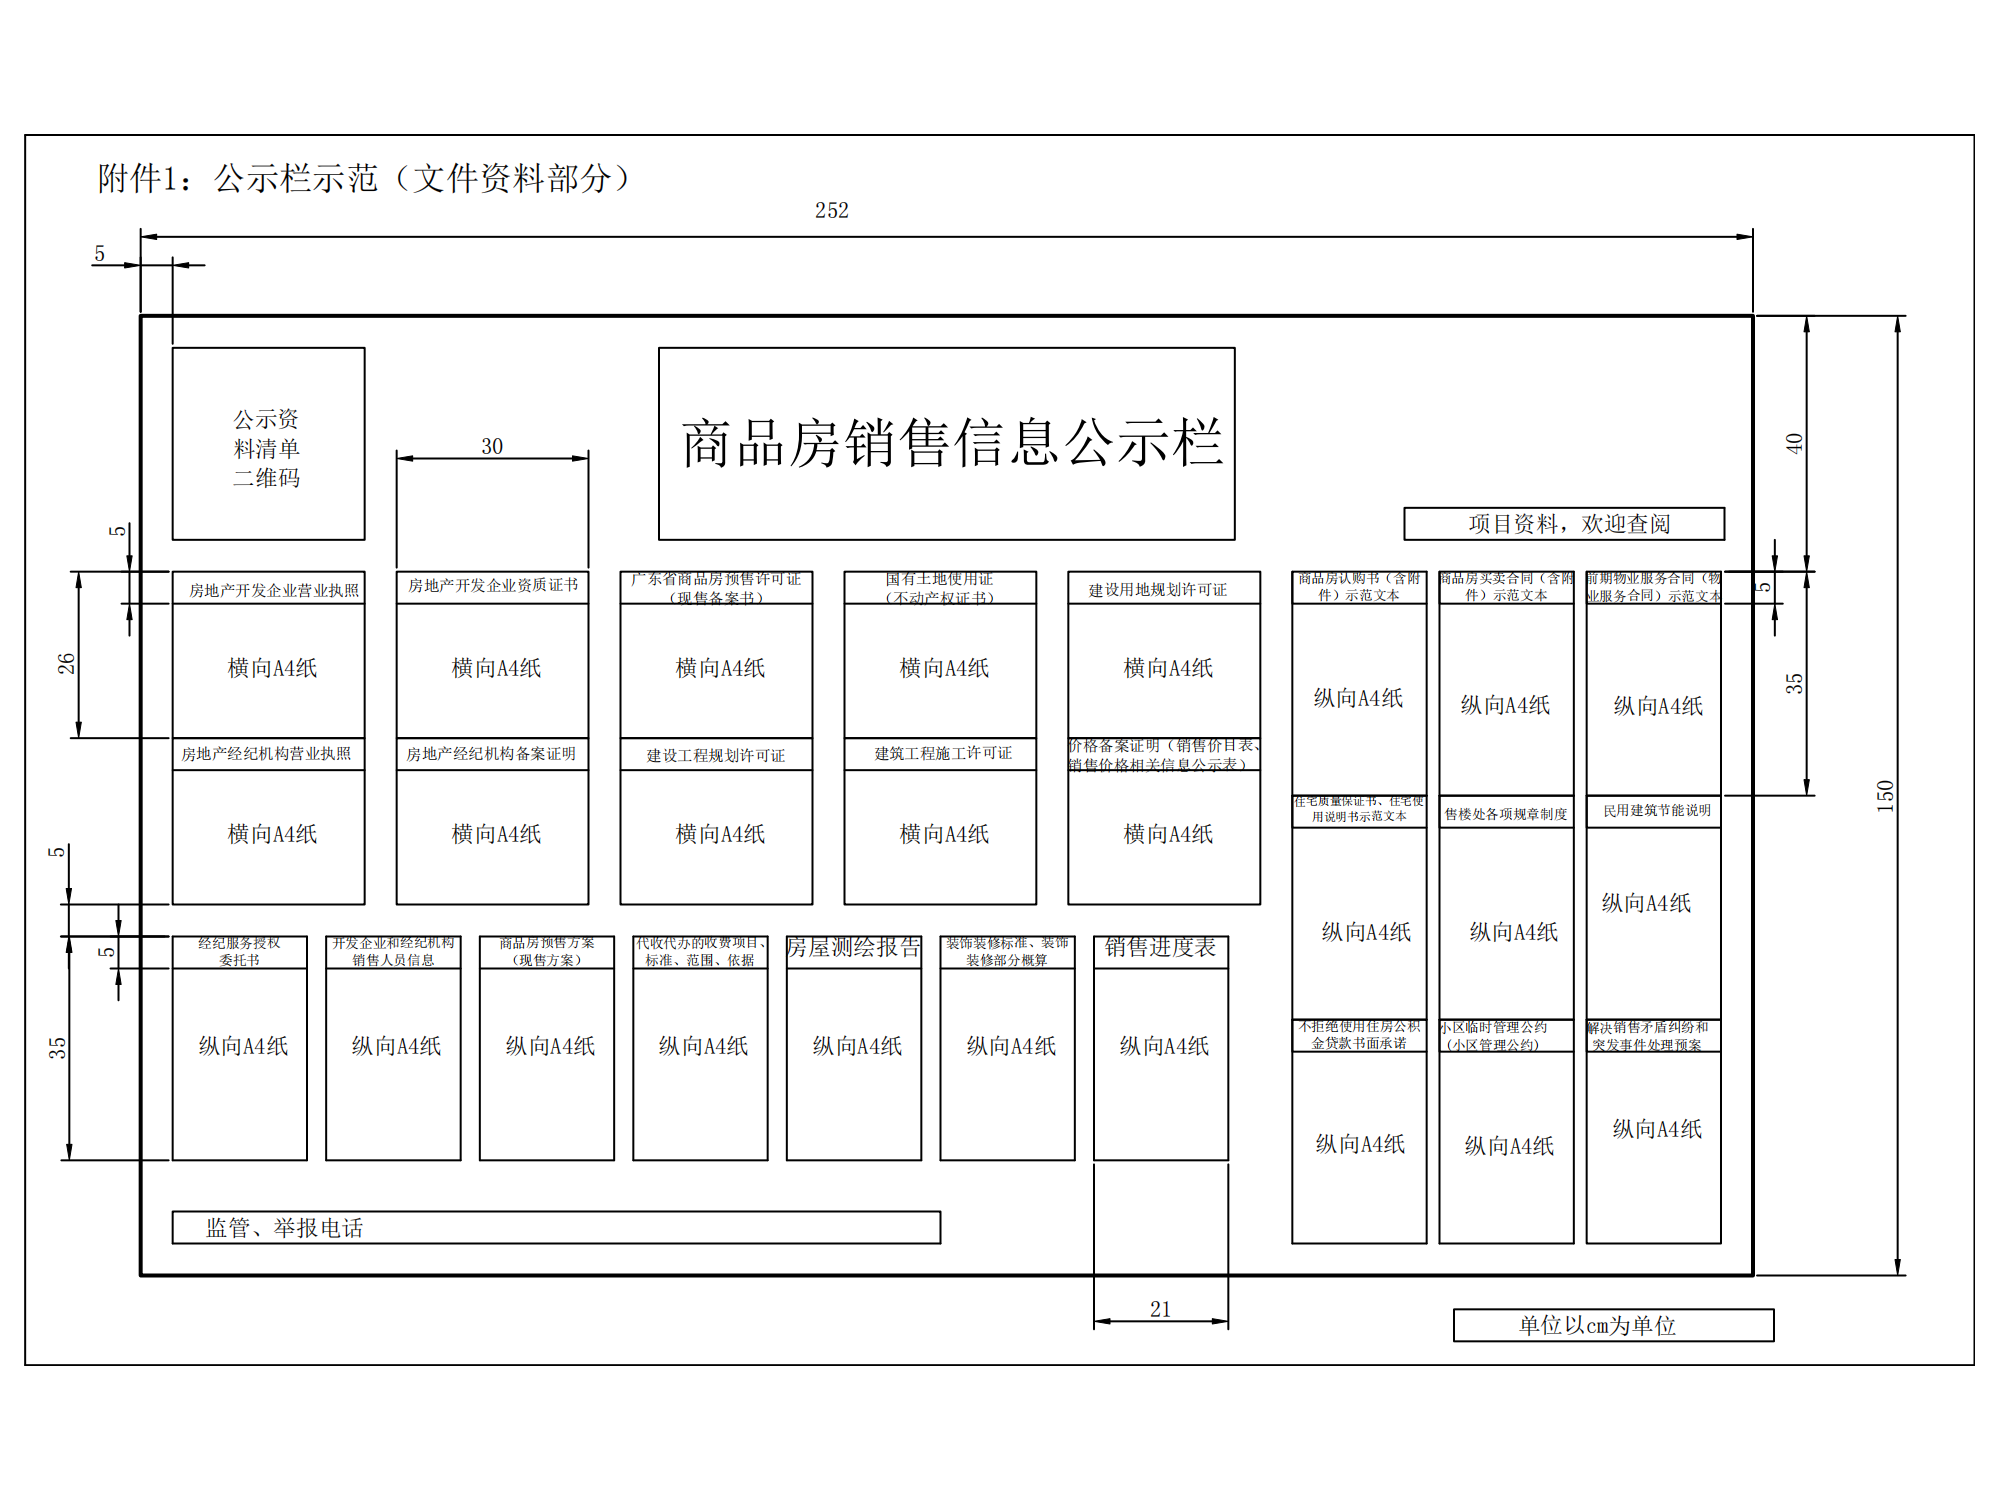 附件1：公示栏示范（文件资料部分）
252
5
公示资
料清单
二维码
商品房销售信息公示栏
30
40
项目资料，欢迎查阅
5
房地产开发企业营业执照
房地产开发企业资质证书
广东省商品房预售许可证
（现售备案书）
国有土地使用证
（不动产权证书）
建设用地规划许可证
商品房认购书（含附
件）示范文本
商品房买卖合同（含附
件）示范文本
前期物业服务合同（物
业服务合同）示范文本
5
26
横向A4纸
横向A4纸
横向A4纸
横向A4纸
横向A4纸
纵向A4纸
纵向A4纸
纵向A4纸
35
房地产经纪机构营业执照
房地产经纪机构备案证明
建设工程规划许可证
建筑工程施工许可证
价格备案证明（销售价目表、
销售价格相关信息公示表）
150
住宅质量保证书、住宅使
用说明书示范文本
售楼处各项规章制度
民用建筑节能说明
横向A4纸
横向A4纸
横向A4纸
横向A4纸
横向A4纸
5
纵向A4纸
纵向A4纸
纵向A4纸
5
经纪服务授权
委托书
开发企业和经纪机构
销售人员信息
商品房预售方案
（现售方案）
代收代办的收费项目、
标准、范围、依据
房屋测绘报告
装饰装修标准、装饰
装修部分概算
销售进度表
不拒绝使用住房公积
金贷款书面承诺
小区临时管理公约
（小区管理公约）
解决销售矛盾纠纷和
突发事件处理预案
35
纵向A4纸
纵向A4纸
纵向A4纸
纵向A4纸
纵向A4纸
纵向A4纸
纵向A4纸
纵向A4纸
纵向A4纸
纵向A4纸
监管、举报电话
21
单位以cm为单位